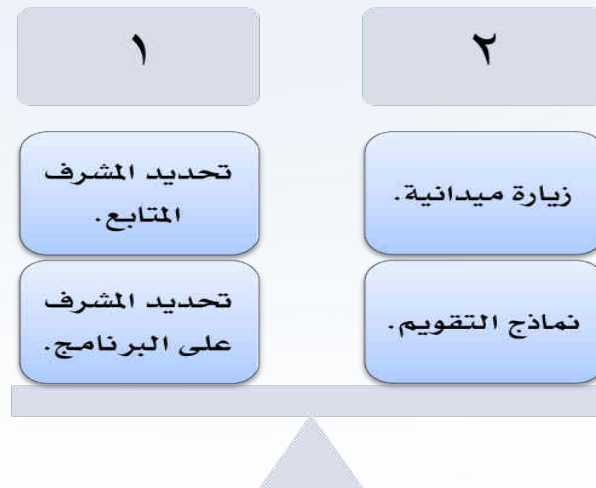 ١
تحديد المشرف
المتابع.
تحديد المشرف
على البرنامج.
٢
زيارة ميدانية.
نماذج التقويم.